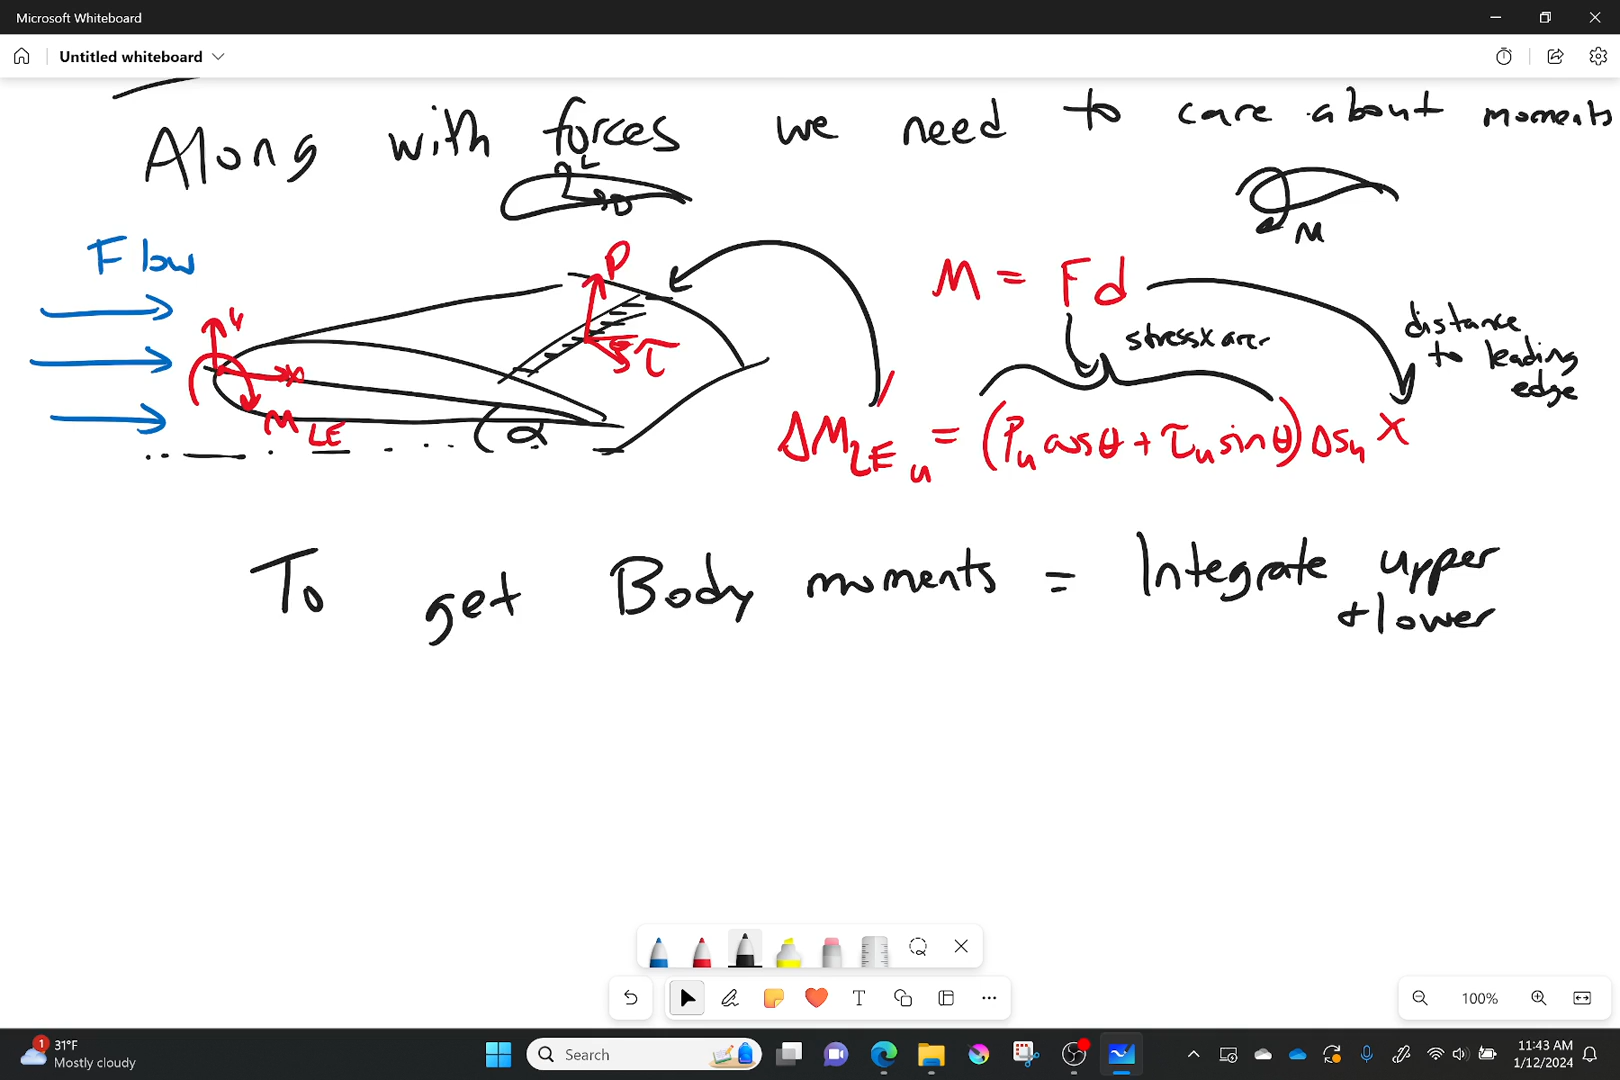 Microsoft Whiteboard
Untitled whiteboard
Along with forces we need to care about moments
L
D
M
Flow
P
τ
y
x
M LE
α
M = Fd
stress x area
distance
to leading
edge
ΔM LE u = (Pu cosθ + τu sinθ) Δsu x
To get Body moments = Integrate upper
+ lower
100%
1
31°F
Mostly cloudy
Search
11:43 AM
1/12/2024